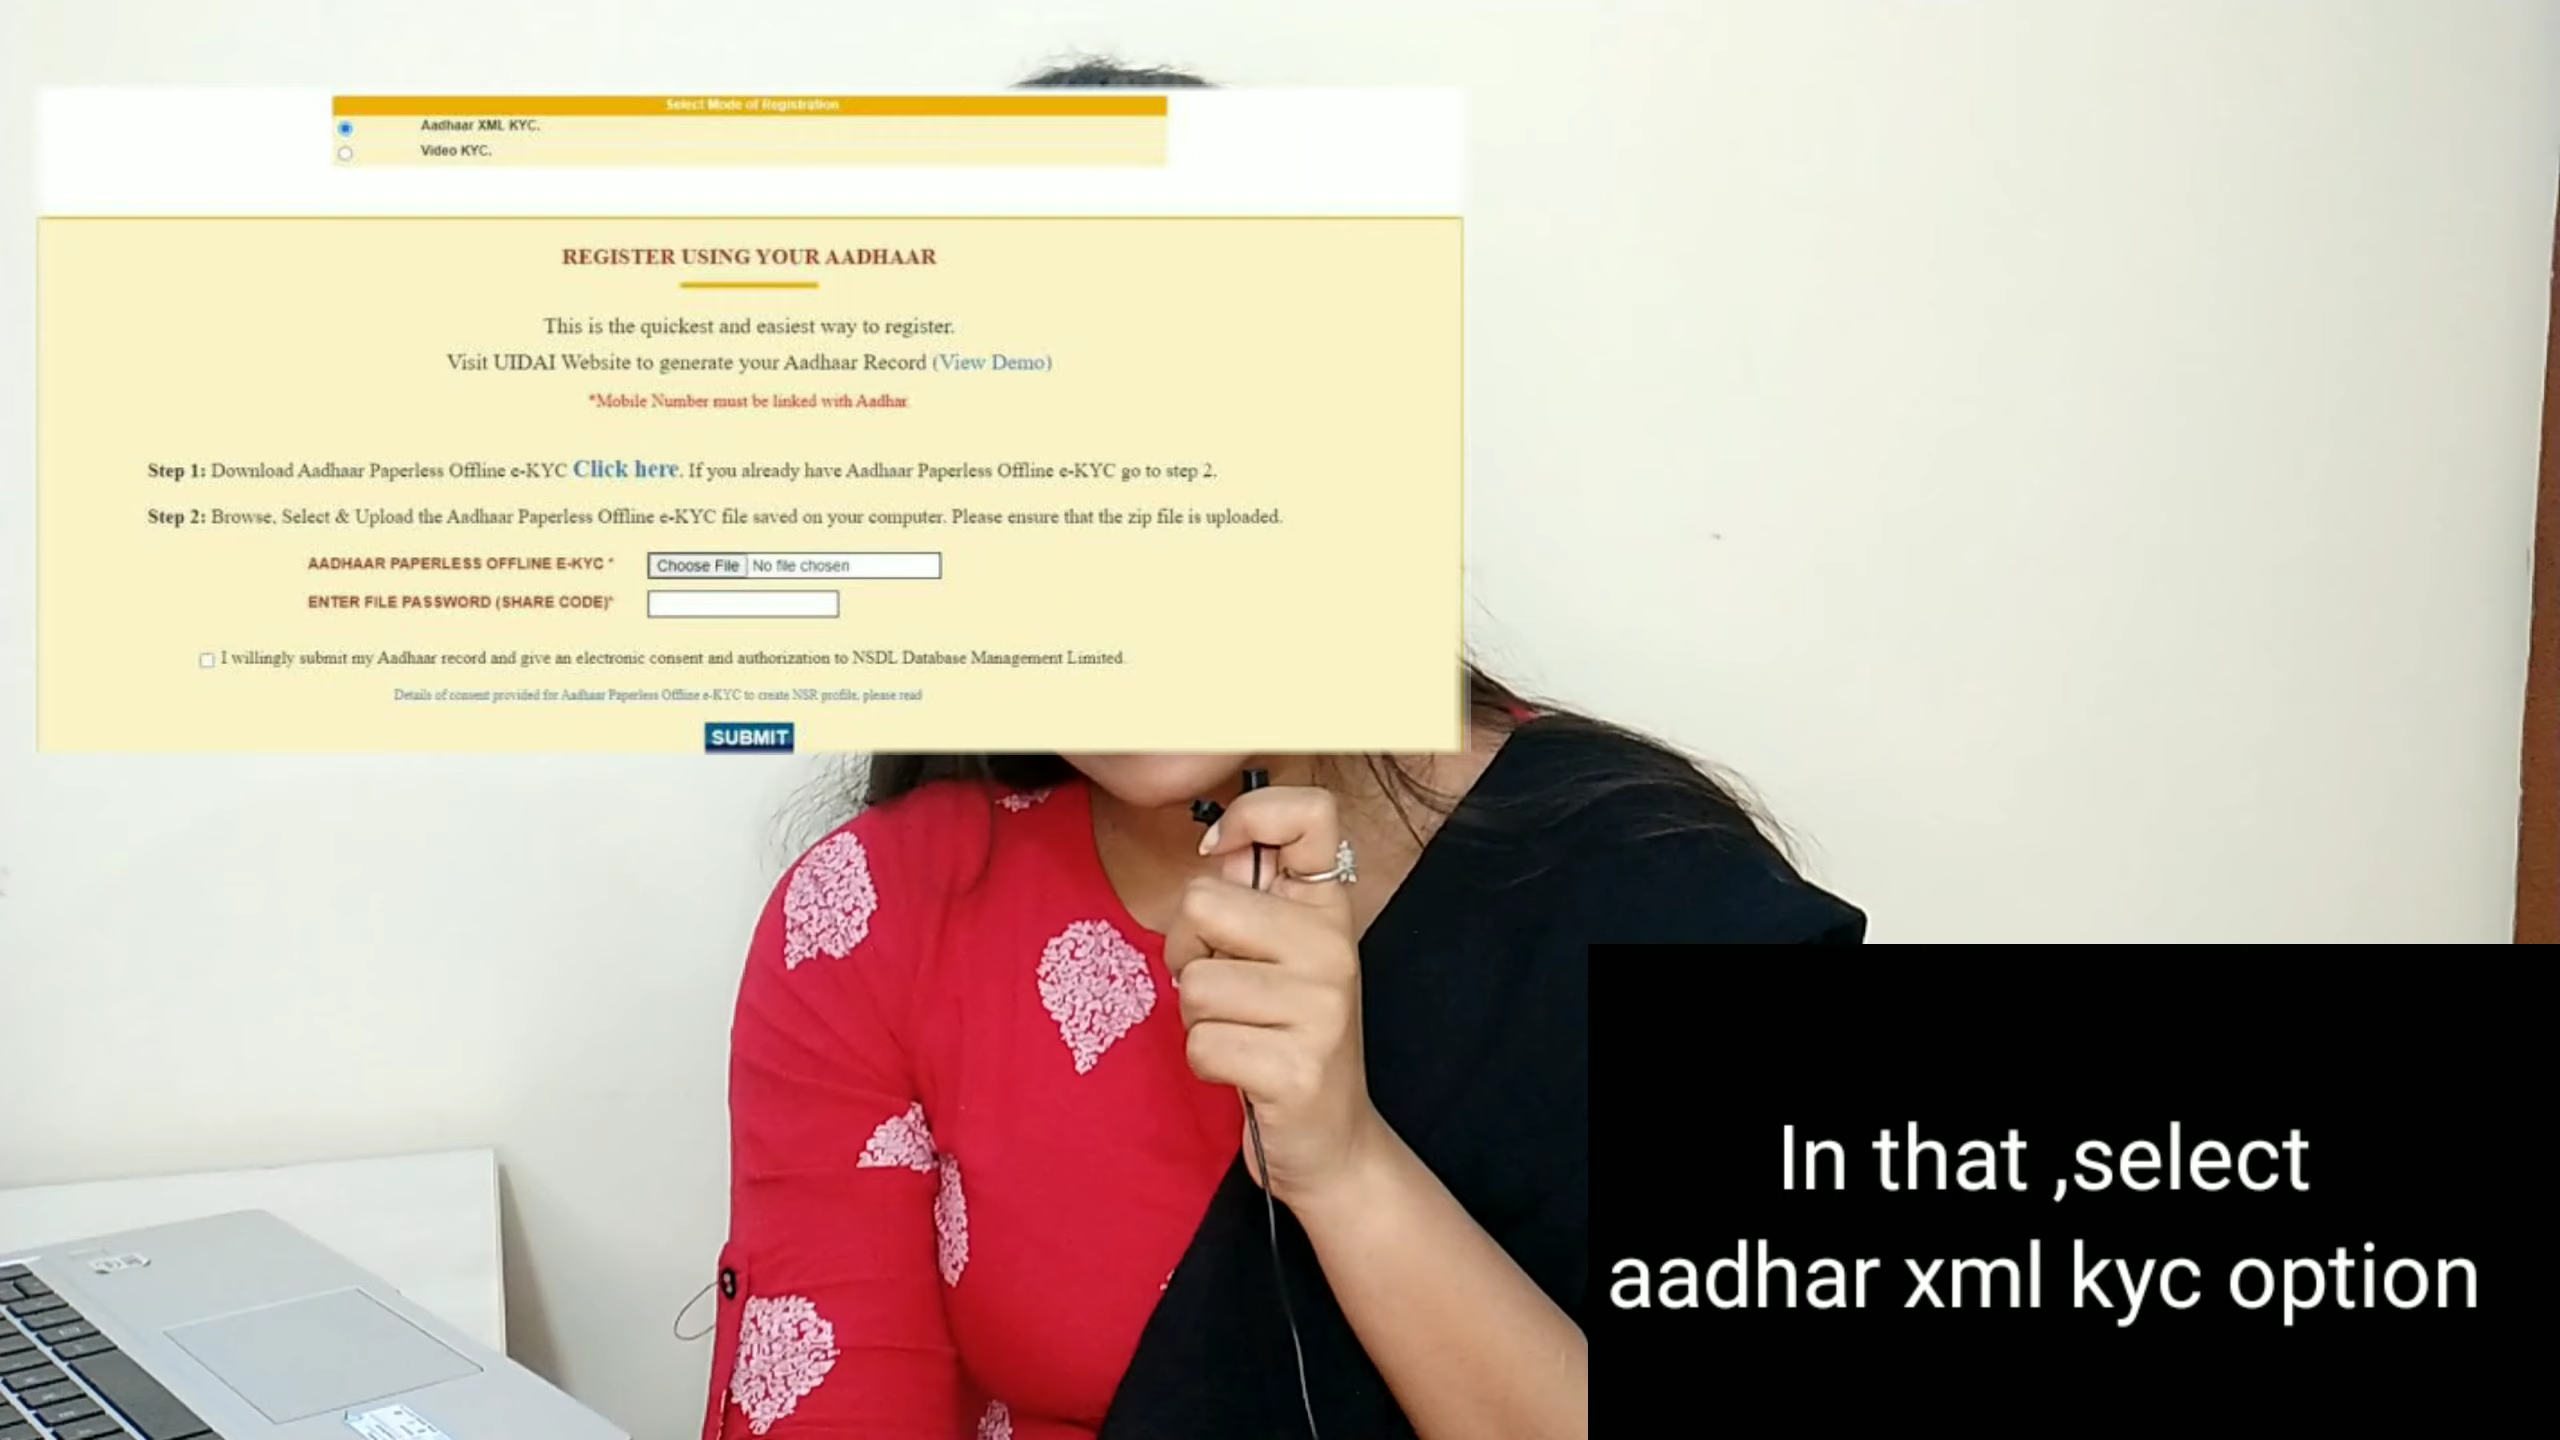 Select Mode of Registration
Aadhaar XML KYC.
Video KYC.
REGISTER USING YOUR AADHAAR
This is the quickest and easiest way to register.
Visit UIDAI Website to generate your Aadhaar Record (View Demo)
*Mobile Number must be linked with Aadhar
Step 1: Download Aadhaar Paperless Offline e-KYC Click here. If you already have Aadhaar Paperless Offline e-KYC go to step 2.
Step 2: Browse, Select & Upload the Aadhaar Paperless Offline e-KYC file saved on your computer. Please ensure that the zip file is uploaded.
AADHAAR PAPERLESS OFFLINE E-KYC * Choose File No file chosen
ENTER FILE PASSWORD (SHARE CODE)*
I willingly submit my Aadhaar record and give an electronic consent and authorization to NSDL Database Management Limited.
Details of consent provided for Aadhaar Paperless Offline e-KYC to create NSR profile, please read
SUBMIT
In that ,select
aadhar xml kyc option